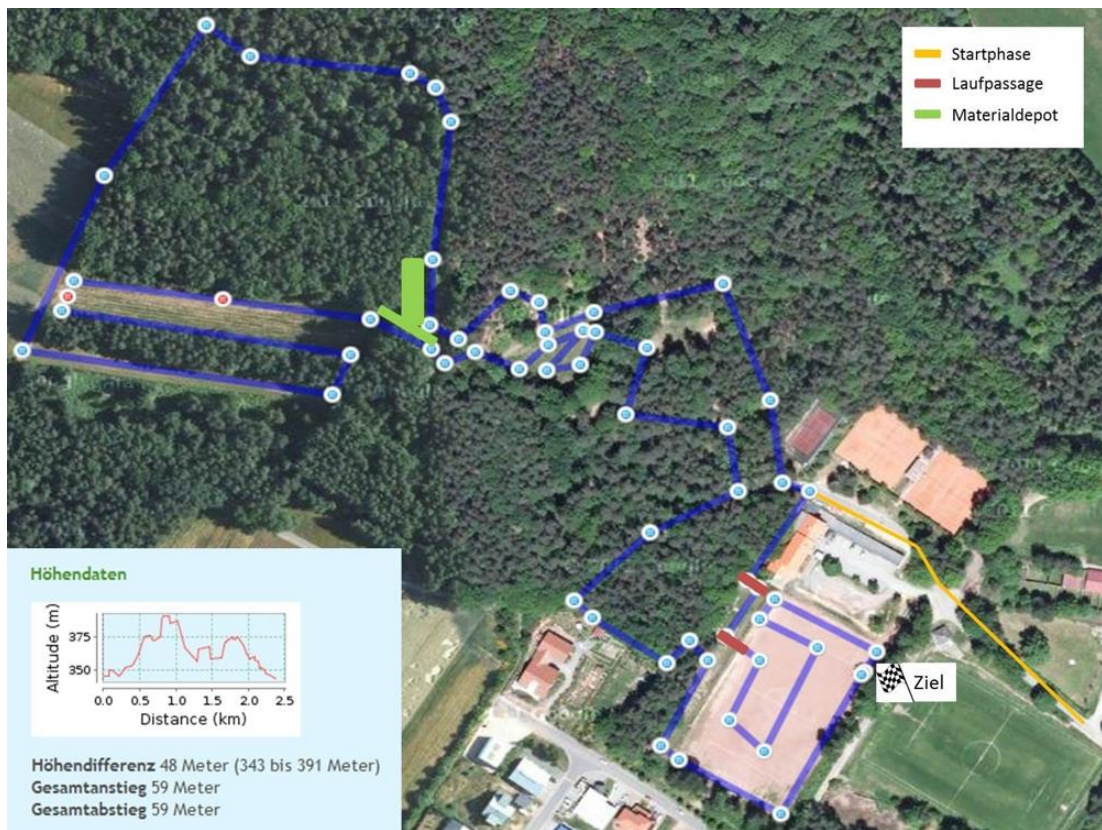 Startphase
Laufpassage
Materialdepot
Ziel
Höhendaten
Altitude (m)
375
350
0.0 0.5 1.0 1.5 2.0 2.5
Distance (km)
Höhendifferenz 48 Meter (343 bis 391 Meter)
Gesamtanstieg 59 Meter
Gesamtabstieg 59 Meter